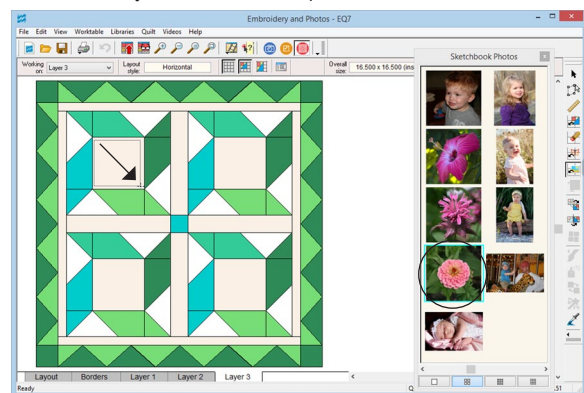 Embroidery and Photos - EQ7
File Edit View Worktable Libraries Quilt Videos Help
Working on: Layer 3 Layout style: Horizontal Overall size: 16.500 x 16.500 (ins
Sketchbook Photos
Layout Borders Layer 1 Layer 2 Layer 3
Ready